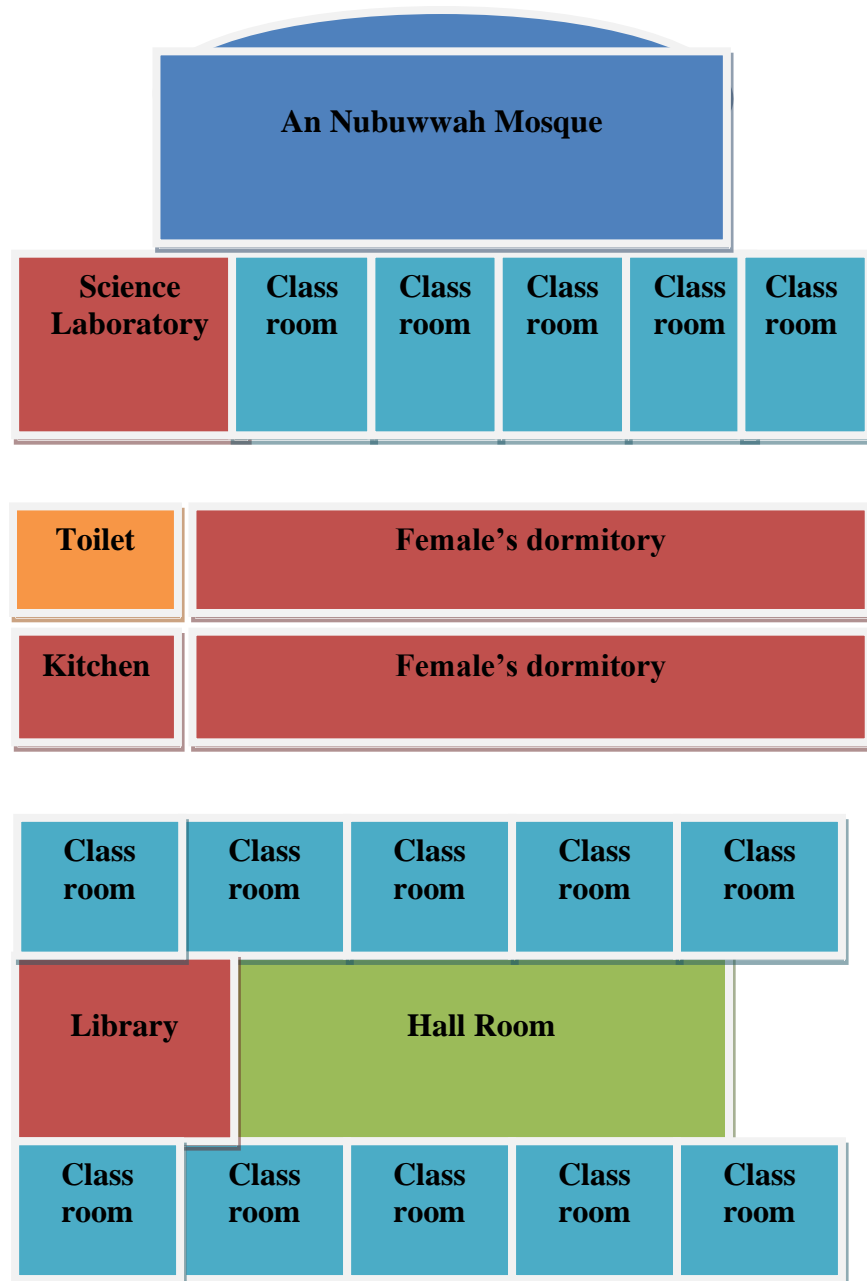 An Nubuwwah Mosque
Science
Laboratory
Class
room
Class
room
Class
room
Class
room
Class
room
Toilet
Female’s dormitory
Kitchen
Female’s dormitory
Class
room
Class
room
Class
room
Class
room
Class
room
Library
Hall Room
Class
room
Class
room
Class
room
Class
room
Class
room